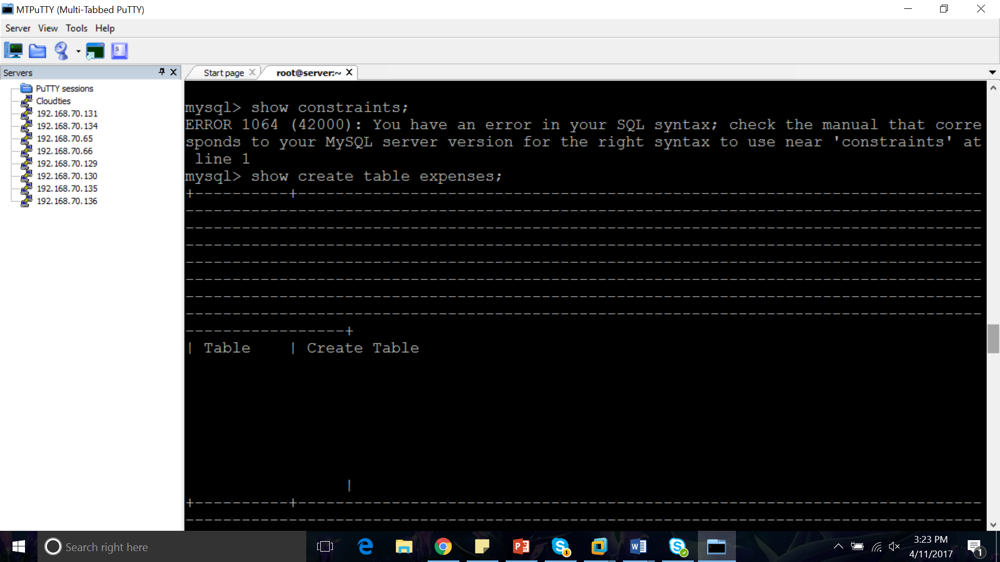 MTPuTTY (Multi-Tabbed PuTTY)
Server View Tools Help
Servers
PuTTY sessions
Cloudties
192.168.70.131
192.168.70.134
192.168.70.65
192.168.70.66
192.168.70.129
192.168.70.130
192.168.70.135
192.168.70.136
Start page root@server:~
mysql> show constraints;
ERROR 1064 (42000): You have an error in your SQL syntax; check the manual that corre
sponds to your MySQL server version for the right syntax to use near 'constraints' at
line 1
mysql> show create table expenses;
+----------+-------------------------------------------------------------------------
-------------------------------------------------------------------------------------
-------------------------------------------------------------------------------------
-------------------------------------------------------------------------------------
-------------------------------------------------------------------------------------
-------------------------------------------------------------------------------------
-------------------------------------------------------------------------------------
-------------------------------------------------------------------------------------
-----------------+
| Table    | Create Table
|
+----------+-------------------------------------------------------------------------
-------------------------------------------------------------------------------------
Search right here
3:23 PM
4/11/2017
1
1